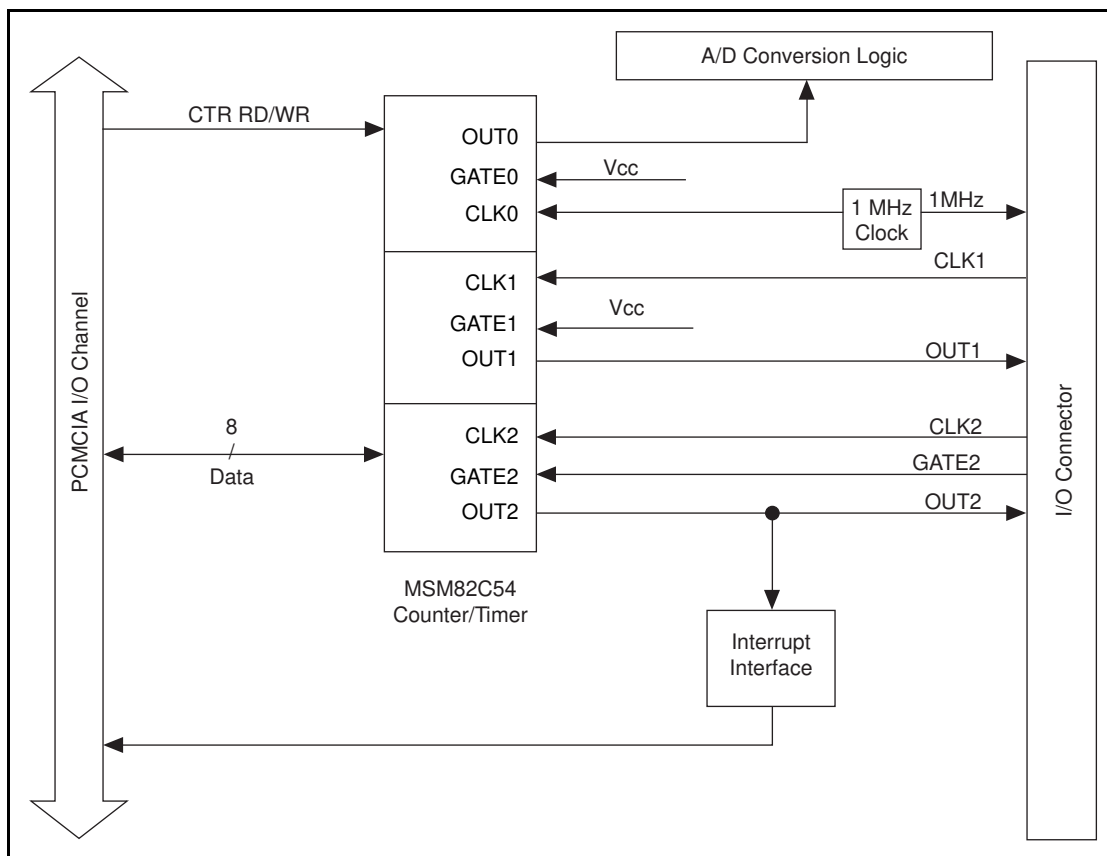 A/D Conversion Logic
CTR RD/WR
OUT0
GATE0
Vcc
CLK0
1 MHz
Clock
1MHz
CLK1
CLK1
GATE1
Vcc
OUT1
OUT1
CLK2
CLK2
8
Data
GATE2
GATE2
OUT2
OUT2
PCMCIA I/O Channel
I/O Connector
MSM82C54
Counter/Timer
Interrupt
Interface